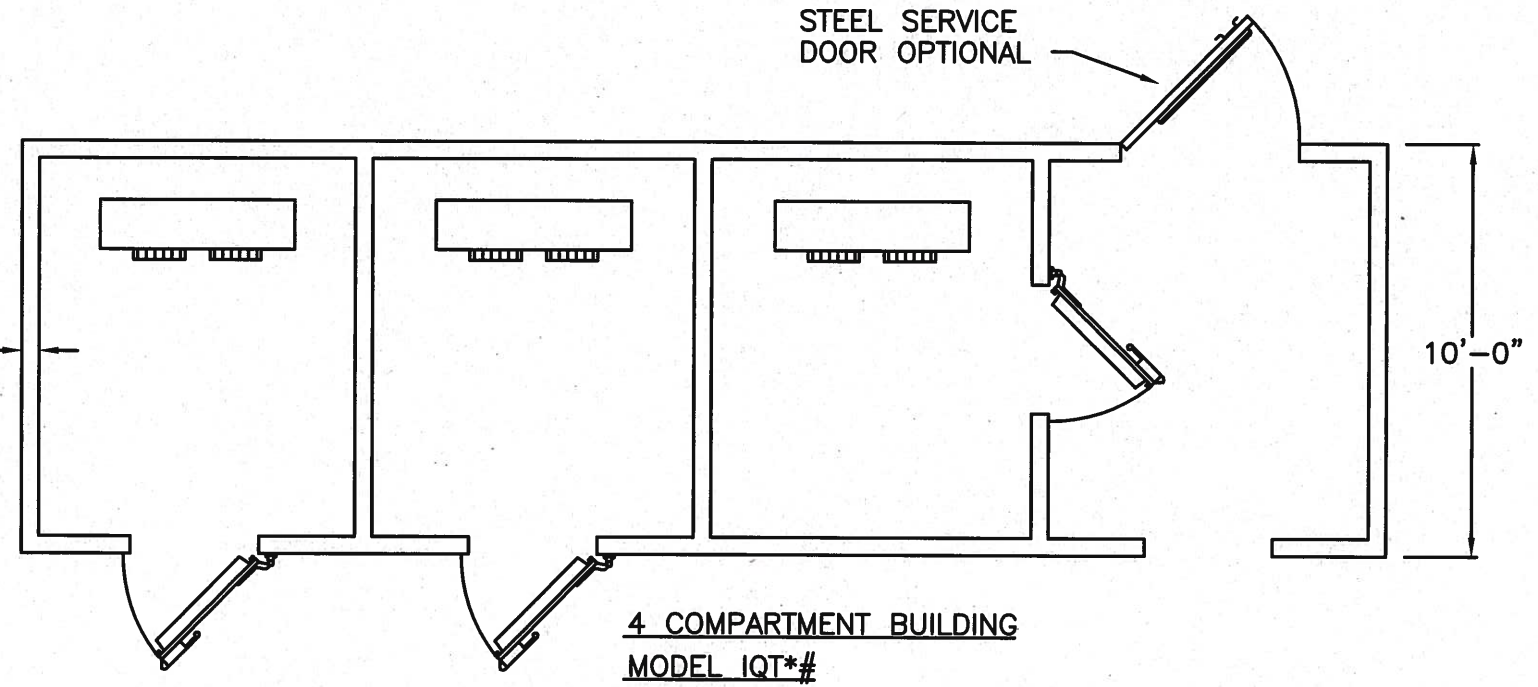 STEEL SERVICE
DOOR OPTIONAL
10'-0"
4 COMPARTMENT BUILDING
MODEL IQT*#